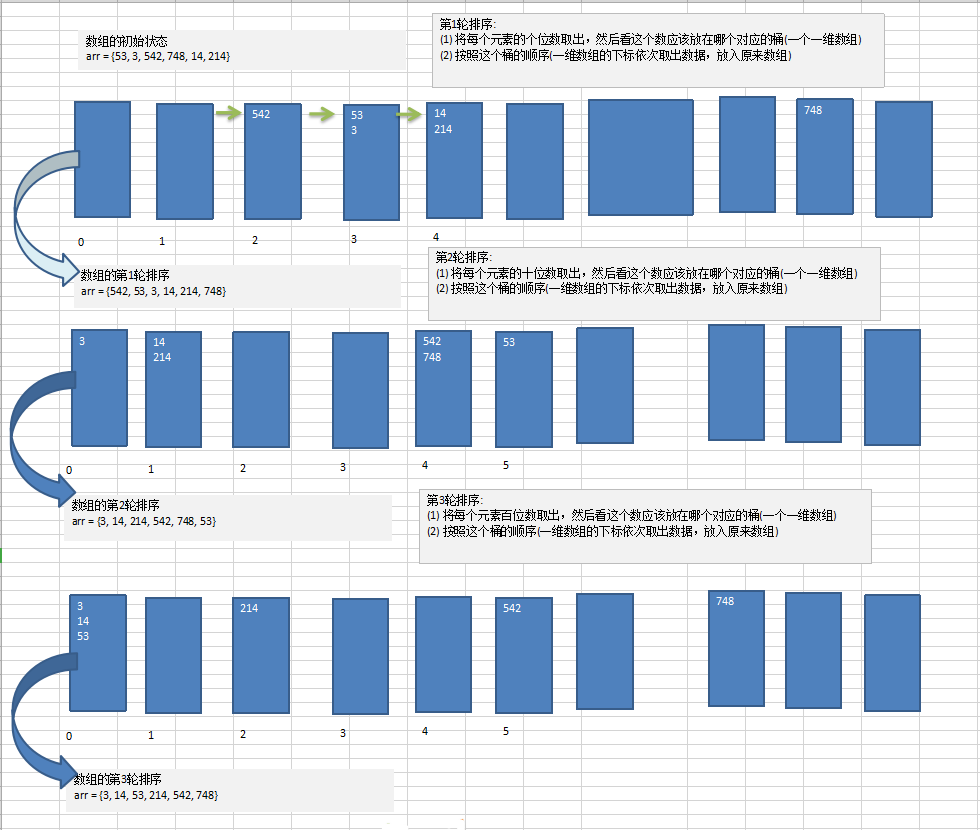 数组的初始状态
arr = {53, 3, 542, 748, 14, 214}
第1轮排序:
(1) 将每个元素的个位数取出，然后看这个数应该放在哪个对应的桶(一个一维数组)
(2) 按照这个桶的顺序(一维数组的下标依次取出数据，放入原来数组)
542
53
3
14
214
748
0
1
2
3
4
数组的第1轮排序
arr = {542, 53, 3, 14, 214, 748}
第2轮排序:
(1) 将每个元素的十位数取出，然后看这个数应该放在哪个对应的桶(一个一维数组)
(2) 按照这个桶的顺序(一维数组的下标依次取出数据，放入原来数组)
3
14
214
542
748
53
0
1
2
3
4
5
数组的第2轮排序
arr = {3, 14, 214, 542, 748, 53}
第3轮排序:
(1) 将每个元素百位数取出，然后看这个数应该放在哪个对应的桶(一个一维数组)
(2) 按照这个桶的顺序(一维数组的下标依次取出数据，放入原来数组)
3
14
53
214
542
748
0
1
2
3
4
5
数组的第3轮排序
arr = {3, 14, 53, 214, 542, 748}